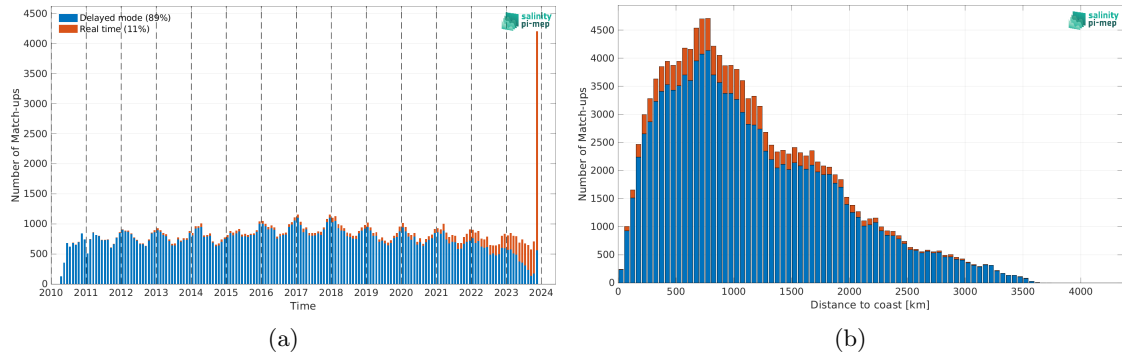 Delayed mode (89%)
Real time (11%)
salinity
pi-mep
Number of Match-ups
4500
4000
3500
3000
2500
2000
1500
1000
500
0
2010 2011 2012 2013 2014 2015 2016 2017 2018 2019 2020 2021 2022 2023 2024
Time
(a)
salinity
pi-mep
Number of Match-ups
4500
4000
3500
3000
2500
2000
1500
1000
500
0
0 500 1000 1500 2000 2500 3000 3500 4000
Distance to coast [km]
(b)